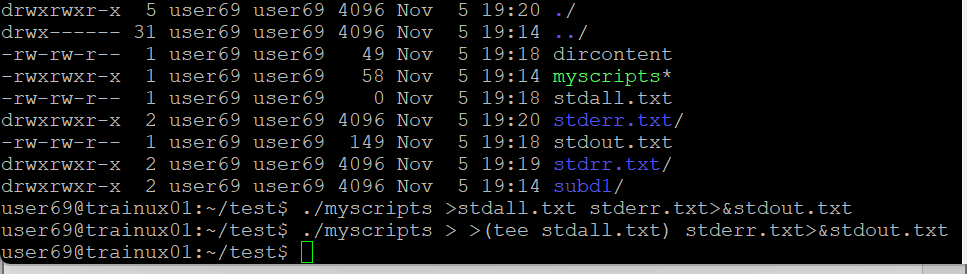 drwxrwxr-x  5 user69 user69 4096 Nov  5 19:20 ./
drwx------ 31 user69 user69 4096 Nov  5 19:14 ../
-rw-rw-r--  1 user69 user69   49 Nov  5 19:18 dircontent
-rwxrwxr-x  1 user69 user69   58 Nov  5 19:14 myscripts*
-rw-rw-r--  1 user69 user69    0 Nov  5 19:18 stdall.txt
drwxrwxr-x  2 user69 user69 4096 Nov  5 19:20 stderr.txt/
-rw-rw-r--  1 user69 user69  149 Nov  5 19:18 stdout.txt
drwxrwxr-x  2 user69 user69 4096 Nov  5 19:19 stdrr.txt/
drwxrwxr-x  2 user69 user69 4096 Nov  5 19:14 subd1/
user69@trainux01:~/test$ ./myscripts >stdall.txt stderr.txt>&stdout.txt
user69@trainux01:~/test$ ./myscripts > >(tee stdall.txt) stderr.txt>&stdout.txt
user69@trainux01:~/test$